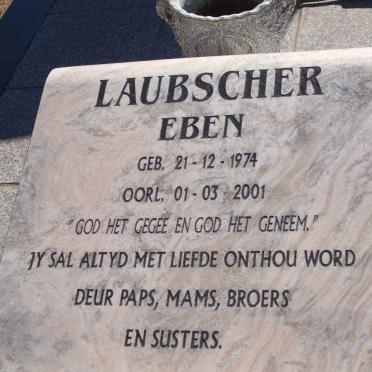 LAUBSCHER
EBEN
GEB. 21-12-1974
OORL. 01-03 2001
"GOD HET GEGEE EN GOD HET GENEEM."
JY SAL ALTYD MET LIEFDE ONTHOU WORD
DEUR PAPS, MAMS, BROERS
EN SUSTERS.